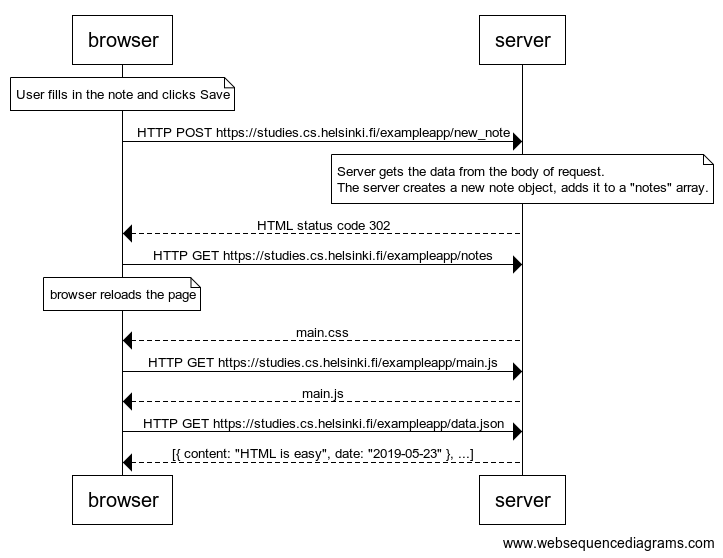 browser
server
User fills in the note and clicks Save
HTTP POST https://studies.cs.helsinki.fi/exampleapp/new_note
Server gets the data from the body of request.
The server creates a new note object, adds it to a "notes" array.
HTML status code 302
HTTP GET https://studies.cs.helsinki.fi/exampleapp/notes
browser reloads the page
main.css
HTTP GET https://studies.cs.helsinki.fi/exampleapp/main.js
main.js
HTTP GET https://studies.cs.helsinki.fi/exampleapp/data.json
[{ content: "HTML is easy", date: "2019-05-23" }, ...]
browser
server
www.websequencediagrams.com